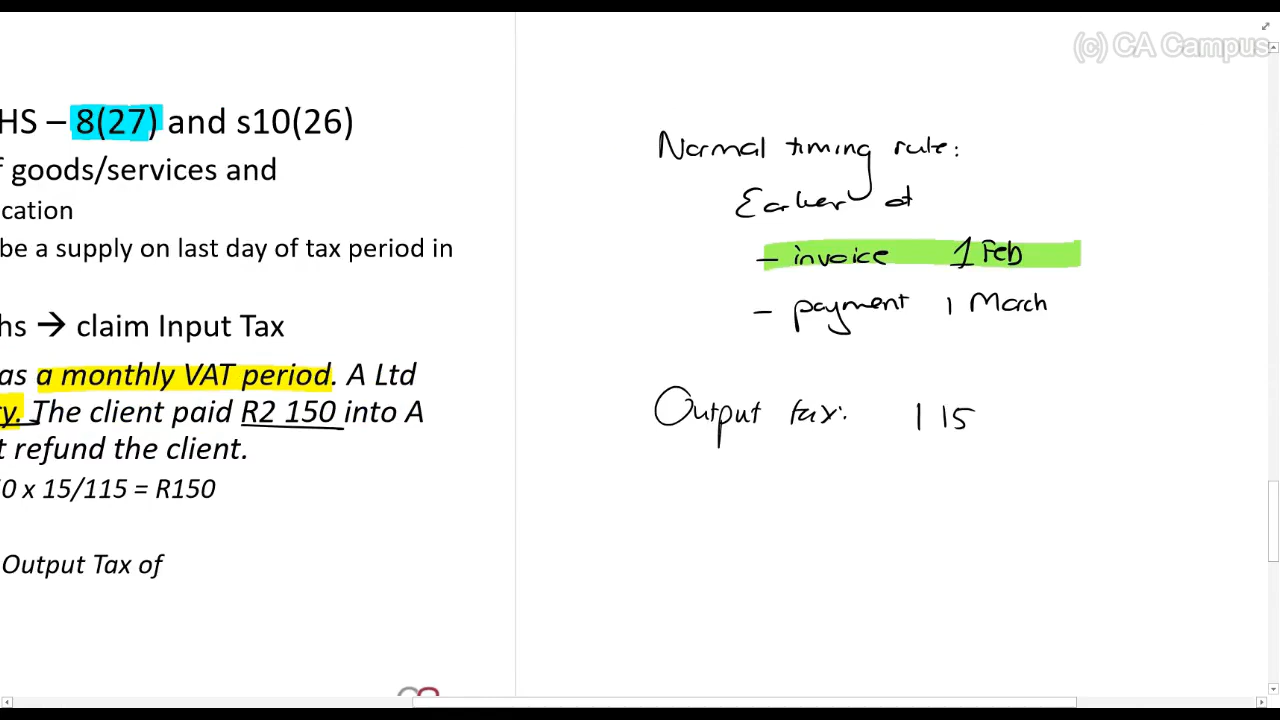 (c) CA Campus
HS – 8(27) and s10(26)
f goods/services and
cation
be a supply on last day of tax period in
hs → claim Input Tax
as a monthly VAT period. A Ltd
ry. The client paid R2 150 into A
t refund the client.
0 x 15/115 = R150
Output Tax of
Normal timing rule:
Earlier of
- invoice 1 Feb
- payment 1 March
Output tax: 115